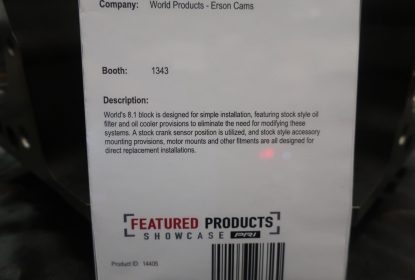 Company: World Products - Erson Cams
Booth: 1343
Description:
World's 8.1 block is designed for simple installation, featuring stock style oil
filter and oil cooler provisions to eliminate the need for modifying these
systems. A stock crank sensor position is utilized, and stock style accessory
mounting provisions, motor mounts and other fitments are all designed for
direct replacement installations.
FEATURED PRODUCTS
SHOWCASE PRI
Product ID: 14405